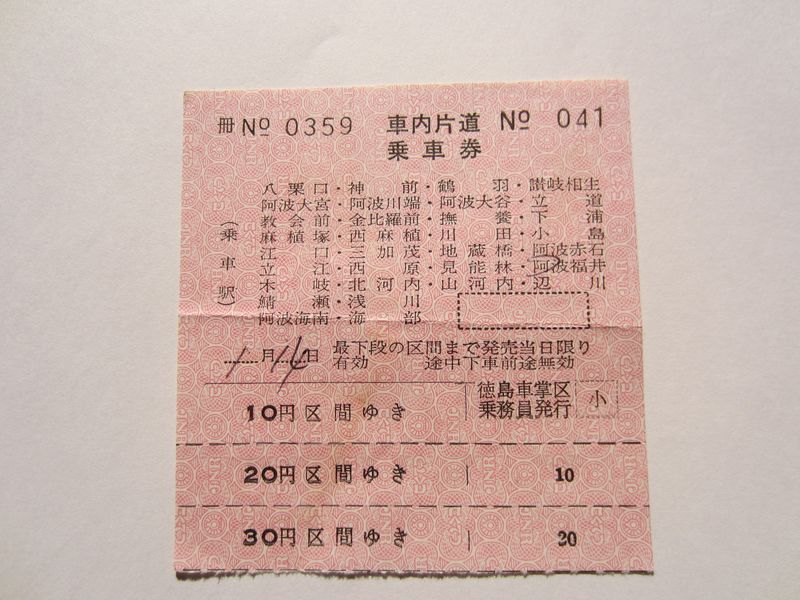 冊 No 0359 車内片道 No 041
乗車券
(乗車駅)
八栗口・神前・鶴羽・讃岐相生
阿波大宮・阿波川端・阿波大谷・立道
教会前・金比羅前・撫養・下浦
麻植塚・西麻植・川田・小島
江口・三加茂・地蔵橋・阿波赤石
立江・西原・見能林・阿波福井
木岐・北河内・山河内・辺川
鯖瀬・浅川
阿波海南・海部
1月14日 最下段の区間まで発売当日限り
有効 途中下車前途無効
徳島車掌区
乗務員発行 小
10円区間ゆき
20円区間ゆき 10
30円区間ゆき 20